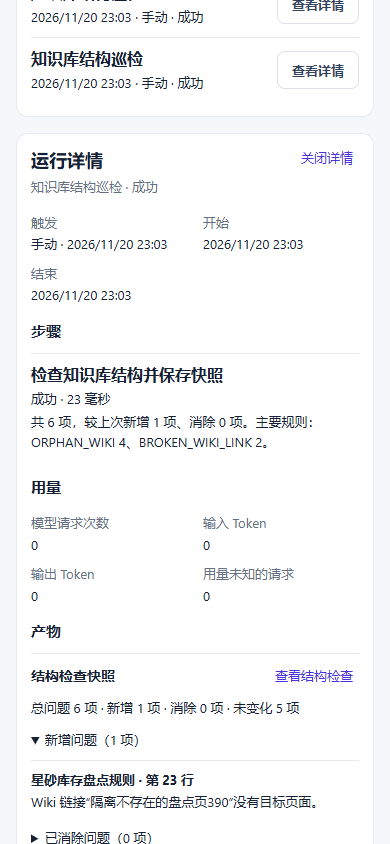 2026/11/20 23:03 · 手动 · 成功
查看详情
知识库结构巡检
2026/11/20 23:03 · 手动 · 成功
查看详情
运行详情
关闭详情
知识库结构巡检 · 成功
触发
开始
手动 · 2026/11/20 23:03
2026/11/20 23:03
结束
2026/11/20 23:03
步骤
检查知识库结构并保存快照
成功 · 23 毫秒
共 6 项，较上次新增 1 项、消除 0 项。主要规则：
ORPHAN_WIKI 4、BROKEN_WIKI_LINK 2。
用量
模型请求次数
输入 Token
0
0
输出 Token
用量未知的请求
0
0
产物
结构检查快照
查看结构检查
总问题 6 项 · 新增 1 项 · 消除 0 项 · 未变化 5 项
▼ 新增问题（1 项）
星砂库存盘点规则 · 第 23 行
Wiki 链接“隔离不存在的盘点页390”没有目标页面。
▶ 已消除问题（0 项）